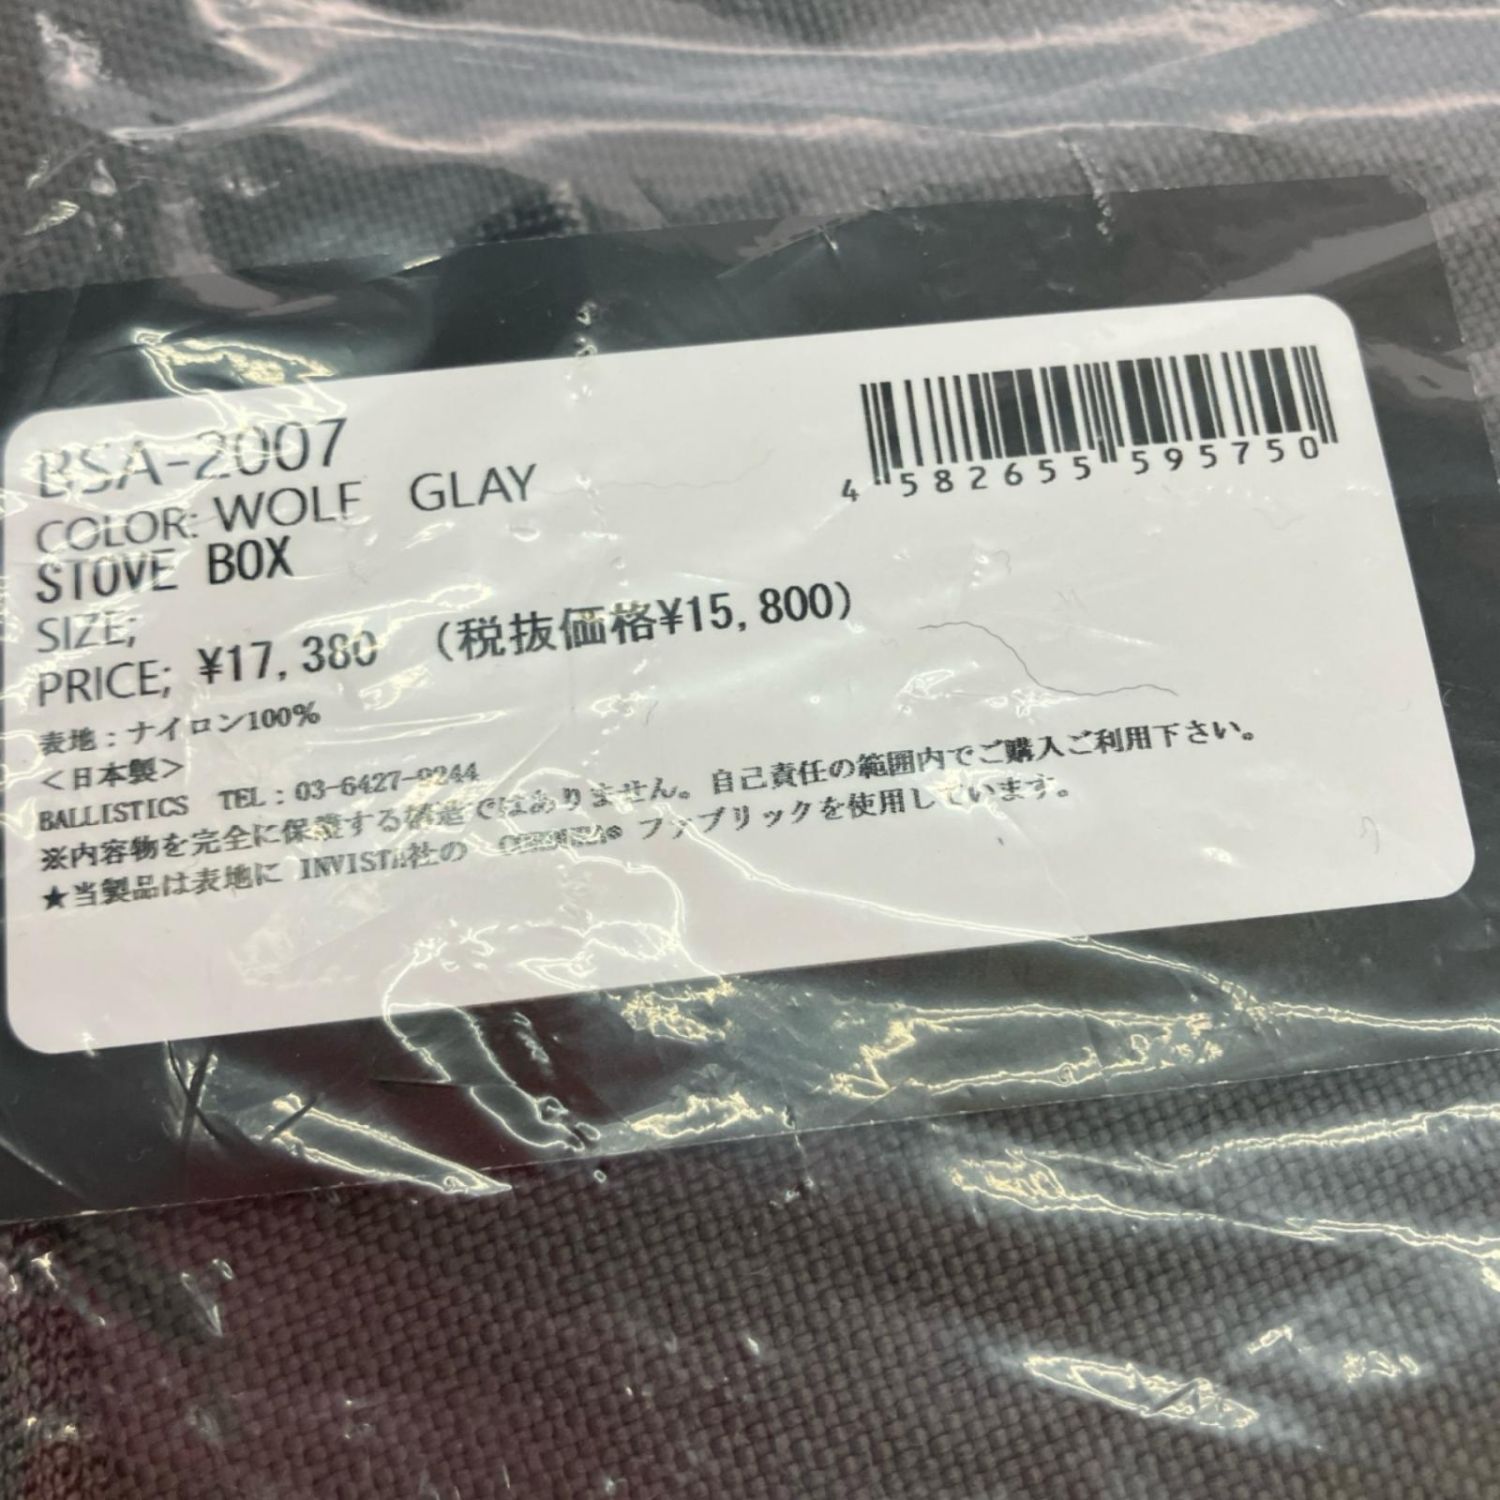 BSA-2007
COLOR: WOLF GLAY
STOVE BOX
SIZE;
PRICE; ¥17,380 (税抜価格¥15,800)
表地:ナイロン100%
<日本製>
BALLISTICS TEL:03-6427-9244
※内容物を完全に保護する構造ではありません。自己責任の範囲内でご購入ご利用下さい。
★当製品は表地に INVISTA社の CORDURA® ファブリックを使用しています。
4 582655 595750